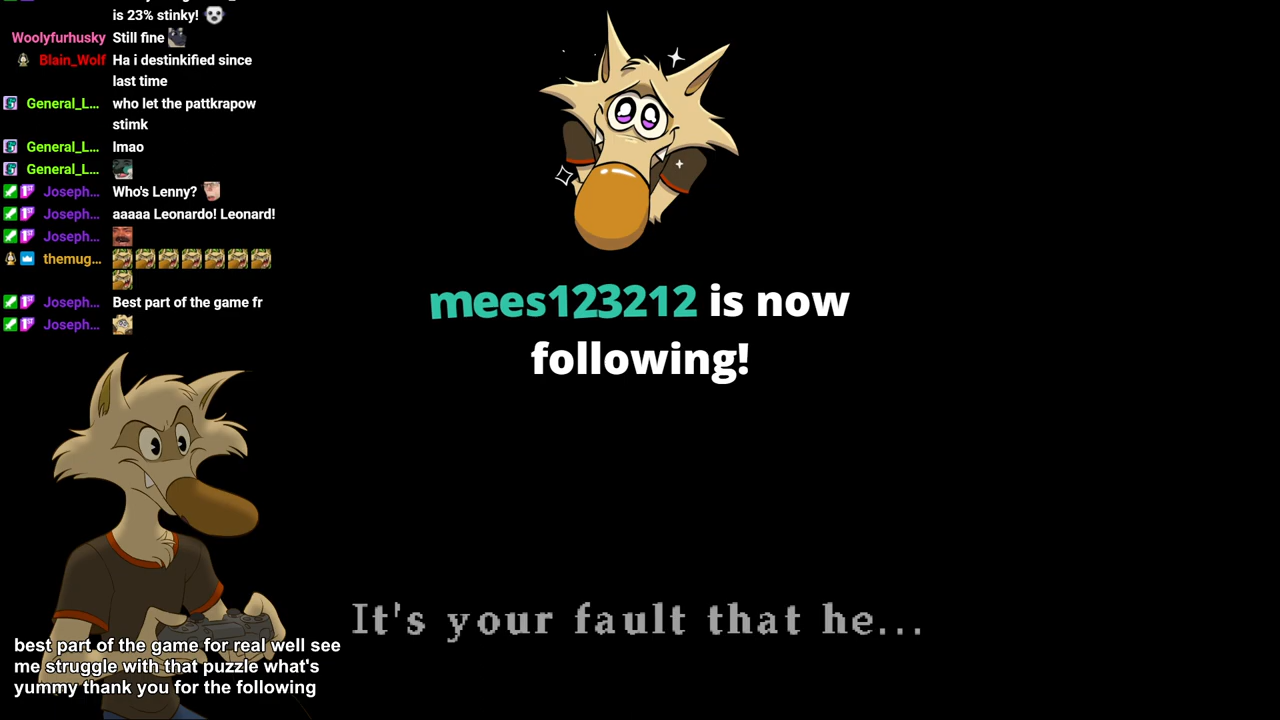 is 23% stinky!
Woolyfurhusky Still fine
Blain_Wolf Ha i destinkified since
last time
General_L... who let the pattkrapow
stimk
General_L... lmao
General_L...
Joseph... Who's Lenny?
Joseph... aaaaa Leonardo! Leonard!
Joseph...
themug...
Joseph... Best part of the game fr
Joseph...
mees123212 is now
following!
It's your fault that he...
best part of the game for real well see
me struggle with that puzzle what's
yummy thank you for the following